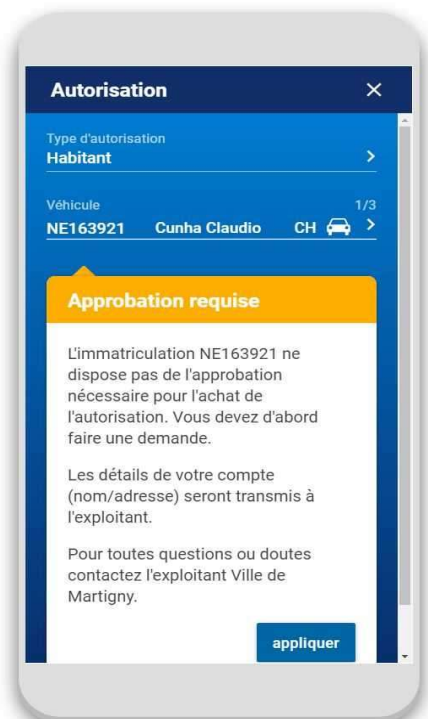 Autorisation ×
Type d'autorisation
Habitant >
Véhicule 1/3
NE163921 Cunha Claudio CH >
Approbation requise
L'immatriculation NE163921 ne
dispose pas de l'approbation
nécessaire pour l'achat de
l'autorisation. Vous devez d'abord
faire une demande.
Les détails de votre compte
(nom/adresse) seront transmis à
l'exploitant.
Pour toutes questions ou doutes
contactez l'exploitant Ville de
Martigny.
appliquer